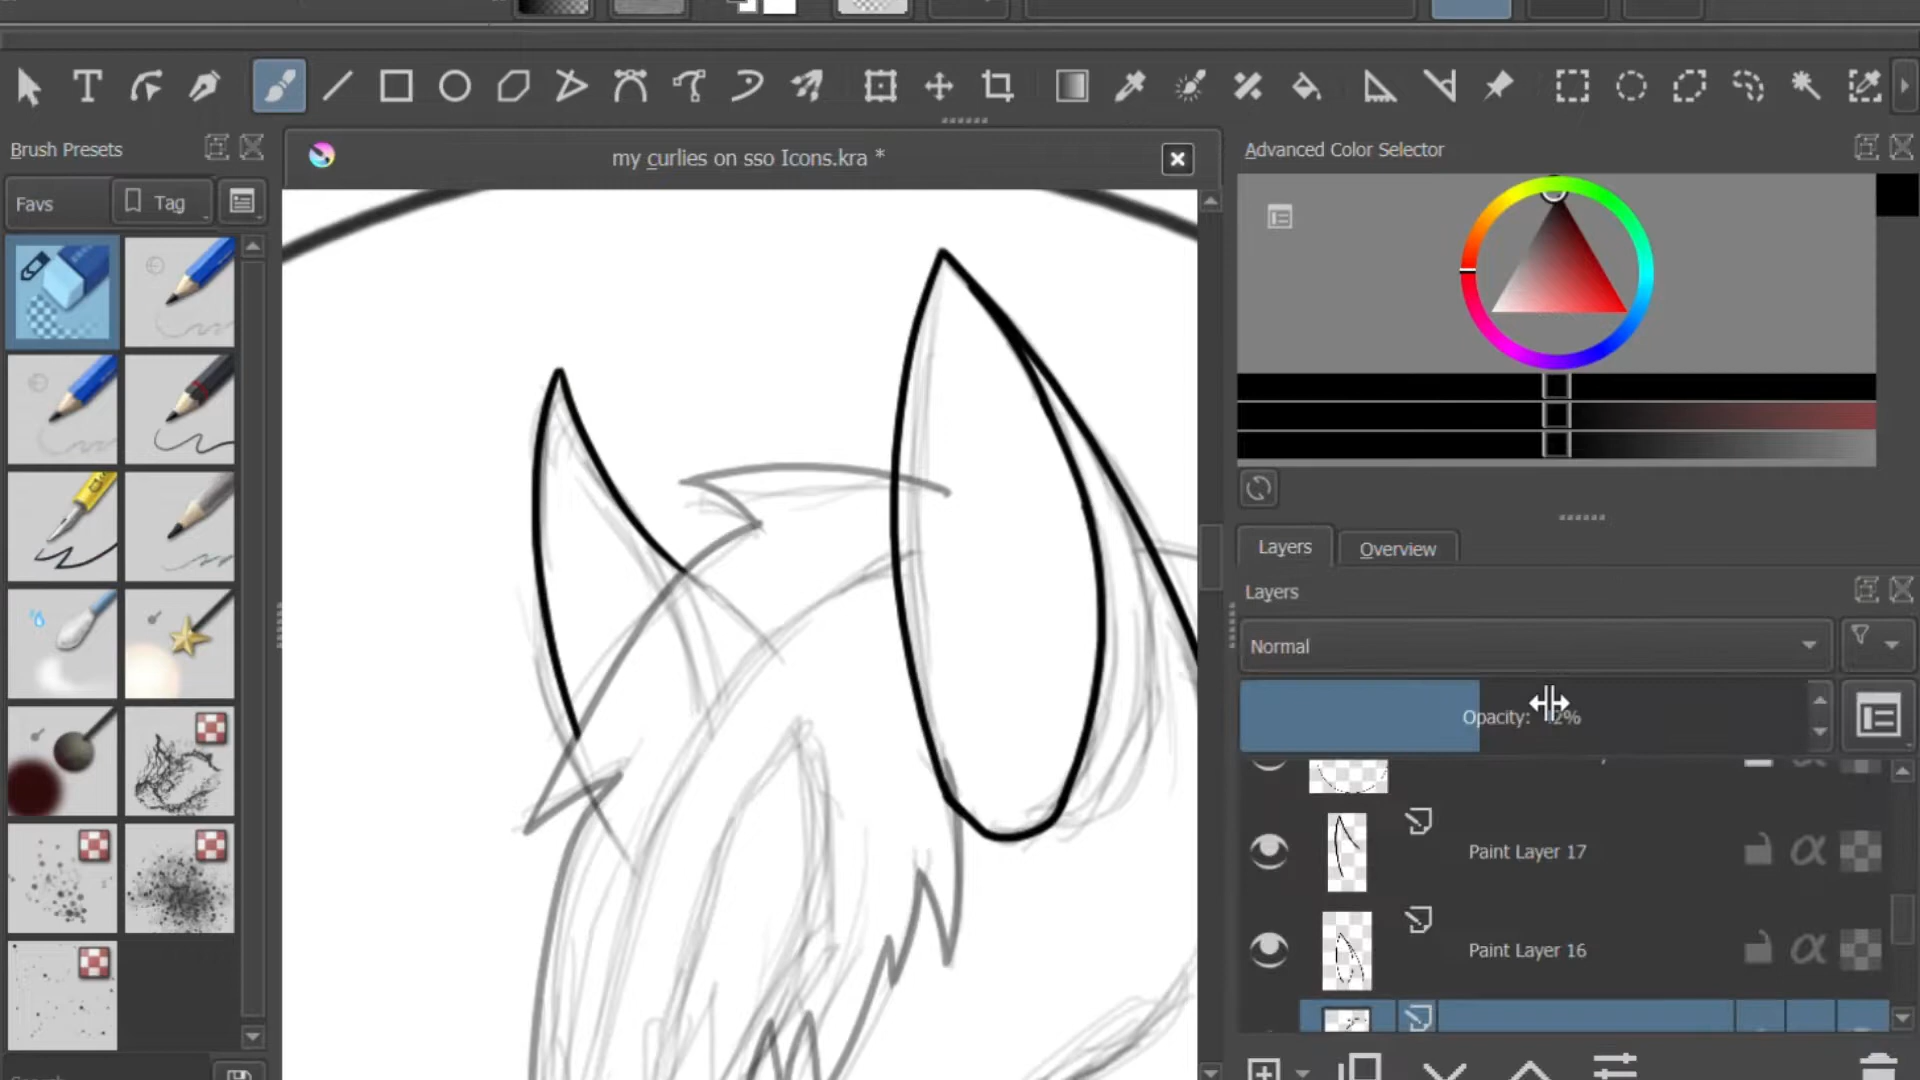 Brush Presets
Favs
Tag
my curlies on sso Icons.kra *
Advanced Color Selector
Layers
Overview
Layers
Normal
Opacity:
Paint Layer 17
Paint Layer 16